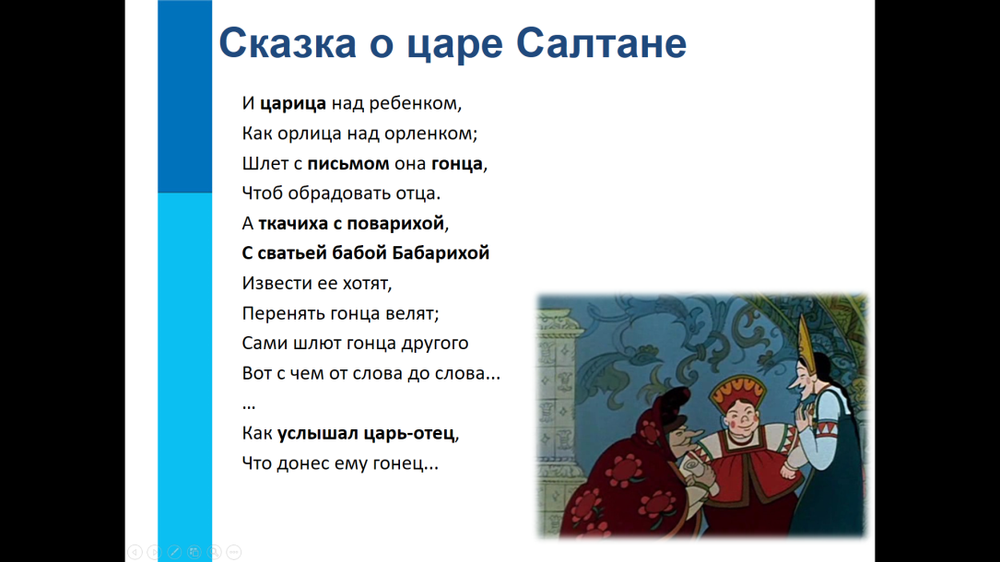 Сказка о царе Салтане
И царица над ребенком,
Как орлица над орленком;
Шлет с письмом она гонца,
Чтоб обрадовать отца.
А ткачиха с поварихой,
С сватьей бабой Бабарихой
Извести ее хотят,
Перенять гонца велят;
Сами шлют гонца другого
Вот с чем от слова до слова...
...
Как услышал царь-отец,
Что донес ему гонец...